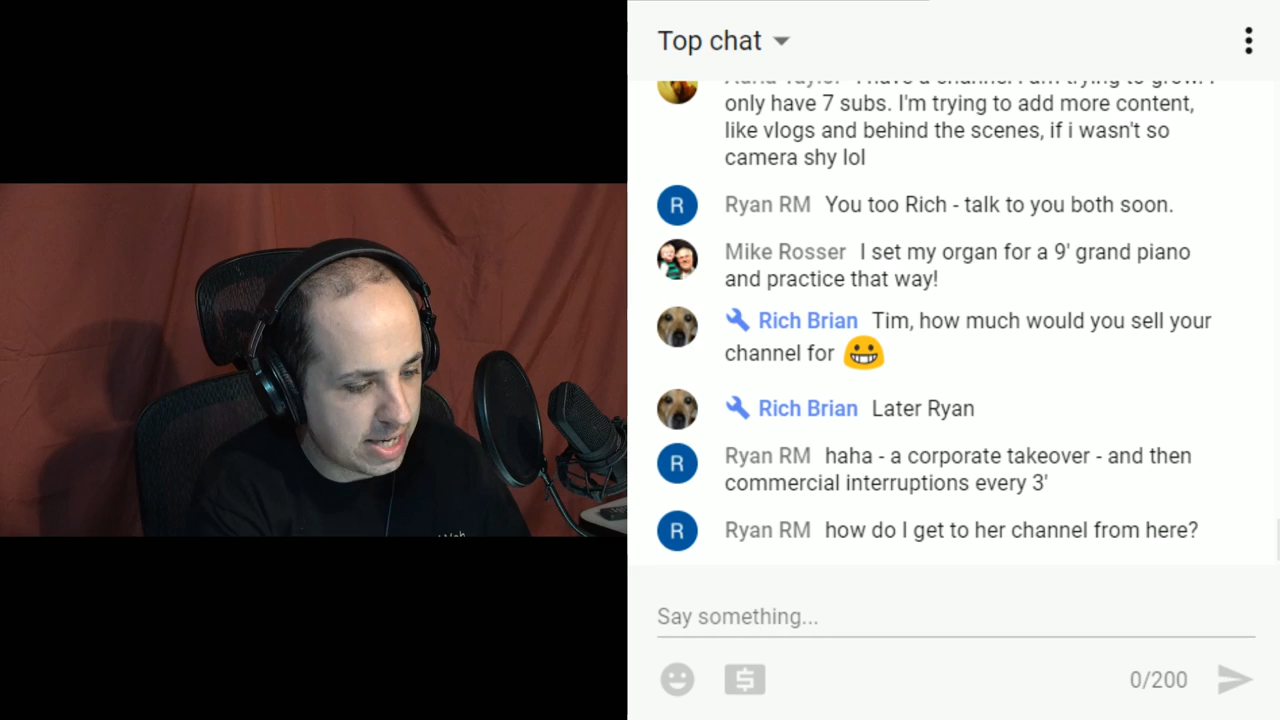 Top chat
only have 7 subs. I'm trying to add more content,
like vlogs and behind the scenes, if i wasn't so
camera shy lol
R
Ryan RM You too Rich - talk to you both soon.
Mike Rosser I set my organ for a 9' grand piano
and practice that way!
Rich Brian Tim, how much would you sell your
channel for
Rich Brian Later Ryan
R
Ryan RM haha - a corporate takeover - and then
commercial interruptions every 3'
R
Ryan RM how do I get to her channel from here?
Say something...
0/200